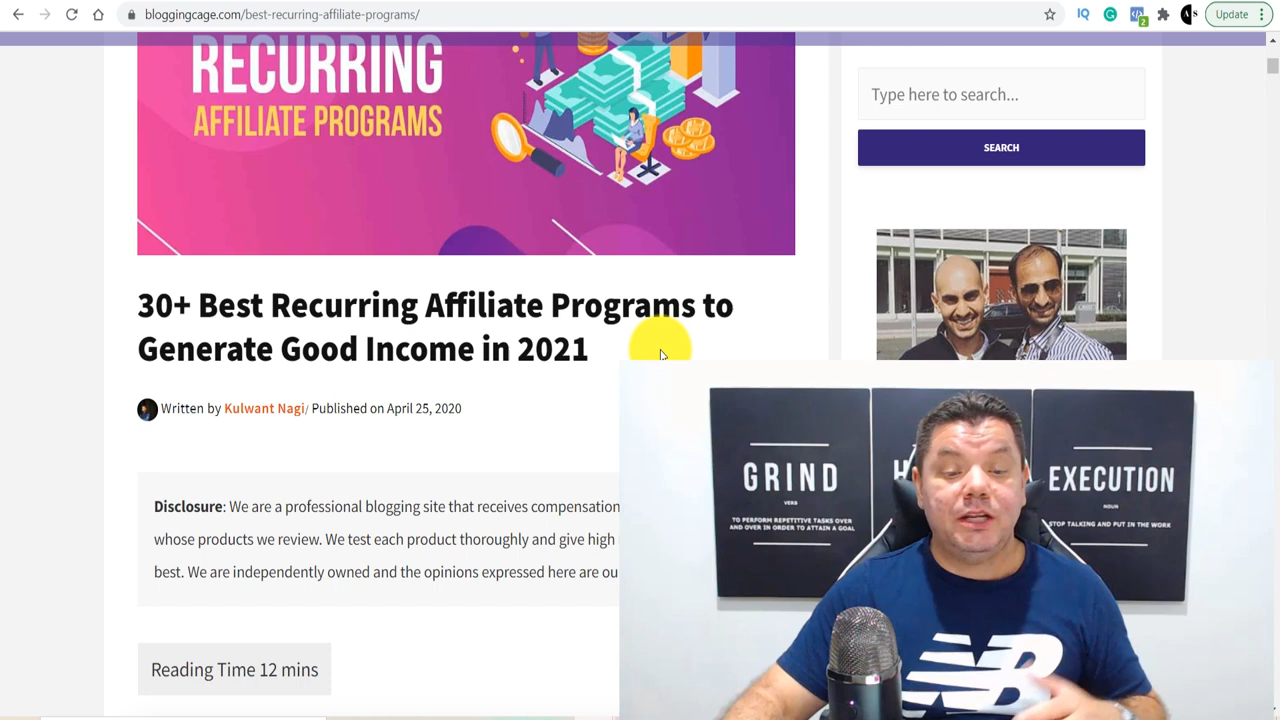 bloggingcage.com/best-recurring-affiliate-programs/
Update
2
RECURRING
AFFILIATE PROGRAMS
Type here to search...
SEARCH
30+ Best Recurring Affiliate Programs to
Generate Good Income in 2021
Written by Kulwant Nagi/ Published on April 25, 2020
Disclosure: We are a professional blogging site that receives compensation
whose products we review. We test each product thoroughly and give high
best. We are independently owned and the opinions expressed here are ou
Reading Time 12 mins
GRIND
VERB
TO PERFORM REPETITIVE TASKS OVER
AND OVER IN ORDER TO ATTAIN A GOAL
H
EXECUTION
NOUN
STOP TALKING AND PUT IN THE WORK
NB